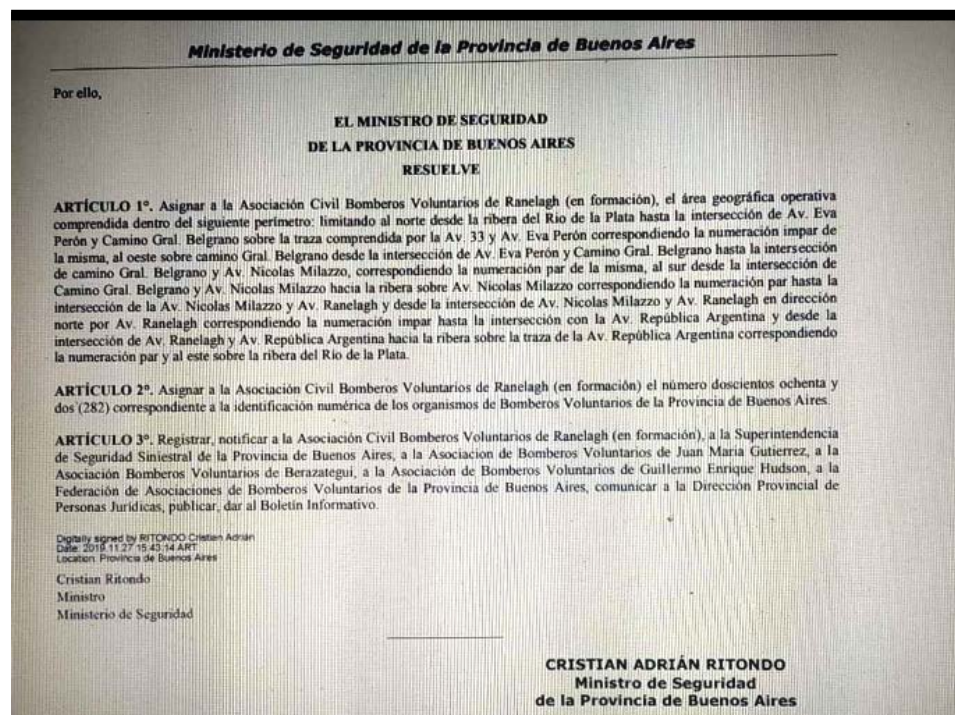 Ministerio de Seguridad de la Provincia de Buenos Aires
Por ello,
EL MINISTRO DE SEGURIDAD
DE LA PROVINCIA DE BUENOS AIRES
RESUELVE
ARTÍCULO 1º. Asignar a la Asociación Civil Bomberos Voluntarios de Ranelagh (en formación), el área geográfica operativa
comprendida dentro del siguiente perímetro: limitando al norte desde la ribera del Rio de la Plata hasta la intersección de Av. Eva
Perón y Camino Gral. Belgrano sobre la traza comprendida por la Av. 33 y Av. Eva Perón correspondiendo la numeración impar de
la misma, al oeste sobre camino Gral. Belgrano desde la intersección de Av. Eva Perón y Camino Gral. Belgrano hasta la intersección
de camino Gral. Belgrano y Av. Nicolas Milazzo, correspondiendo la numeración par de la misma, al sur desde la intersección de
Camino Gral. Belgrano y Av. Nicolas Milazzo hacia la ribera sobre Av. Nicolas Milazzo correspondiendo la numeración par hasta la
intersección de la Av. Nicolas Milazzo y Av. Ranelagh y desde la intersección de Av. Nicolas Milazzo y Av. Ranelagh en dirección
norte por Av. Ranelagh correspondiendo la numeración impar hasta la intersección con la Av. República Argentina y desde la
intersección de Av. Ranelagh y Av. República Argentina hacia la ribera sobre la traza de la Av. República Argentina correspondiendo
la numeración par y al este sobre la ribera del Rio de la Plata.
ARTÍCULO 2º. Asignar a la Asociación Civil Bomberos Voluntarios de Ranelagh (en formación) el número doscientos ochenta y
dos (282) correspondiente a la identificación numérica de los organismos de Bomberos Voluntarios de la Provincia de Buenos Aires.
ARTÍCULO 3º. Registrar, notificar a la Asociación Civil Bomberos Voluntarios de Ranelagh (en formación), a la Superintendencia
de Seguridad Siniestral de la Provincia de Buenos Aires, a la Asociacion de Bomberos Voluntarios de Juan Maria Gutierrez, a la
Asociación Bomberos Voluntarios de Berazategui, a la Asociación de Bomberos Voluntarios de Guillermo Enrique Hudson, a la
Federación de Asociaciones de Bomberos Voluntarios de la Provincia de Buenos Aires, comunicar a la Dirección Provincial de
Personas Jurídicas, publicar, dar al Boletín Informativo.
Digitally signed by RITONDO Cristian Adrián
Date: 2019.11.27 15:43:14 ART
Location: Provincia de Buenos Aires
Cristian Ritondo
Ministro
Ministerio de Seguridad
CRISTIAN ADRIÁN RITONDO
Ministro de Seguridad
de la Provincia de Buenos Aires